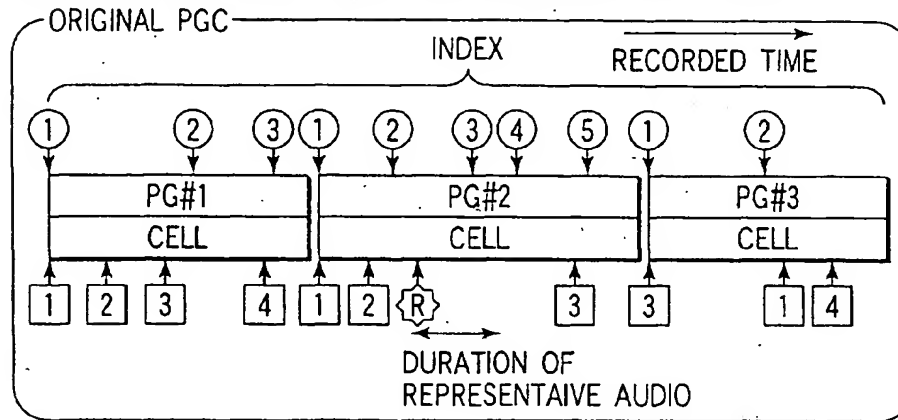 ORIGINAL PGC
INDEX
RECORDED TIME
1 2 3 1 2 3 4 5 1 2
PG#1 PG#2 PG#3
CELL CELL CELL
1 2 3 4 1 2 R 3 3 1 4
DURATION OF
REPRESENTAIVE AUDIO